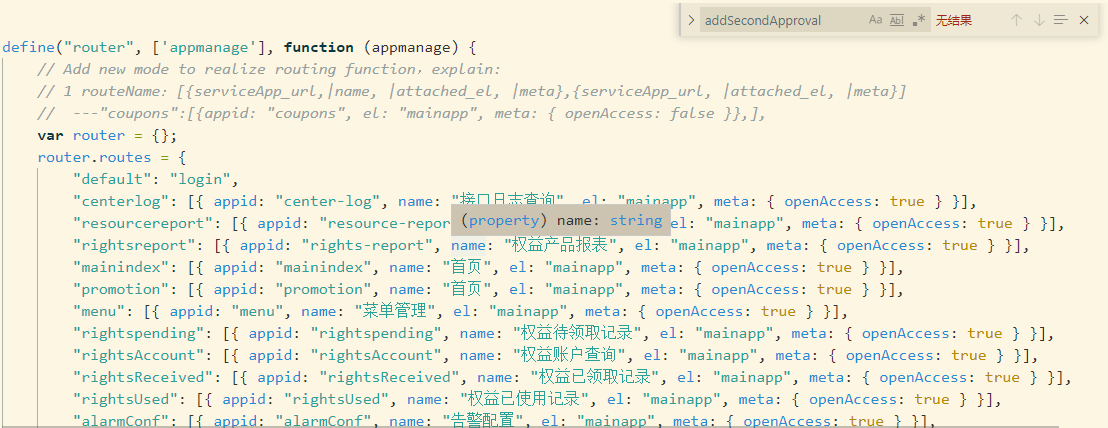 addSecondApproval Aa Ab| .* 无结果
define("router", ['appmanage'], function (appmanage) {
// Add new mode to realize routing function，explain:
// 1 routeName: [{serviceApp_url,|name, |attached_el, |meta},{serviceApp_url, |attached_el, |meta}]
// ---"coupons":[{appid: "coupons", el: "mainapp", meta: { openAccess: false }},],
var router = {};
router.routes = {
"default": "login",
"centerlog": [{ appid: "center-log", name: "接口日志查询", el: "mainapp", meta: { openAccess: true } }],
"resourcereport": [{ appid: "resource-repor (property) name: string el: "mainapp", meta: { openAccess: true } }],
"rightsreport": [{ appid: "rights-report", name: "权益产品报表", el: "mainapp", meta: { openAccess: true } }],
"mainindex": [{ appid: "mainindex", name: "首页", el: "mainapp", meta: { openAccess: true } }],
"promotion": [{ appid: "promotion", name: "首页", el: "mainapp", meta: { openAccess: true } }],
"menu": [{ appid: "menu", name: "菜单管理", el: "mainapp", meta: { openAccess: true } }],
"rightspending": [{ appid: "rightspending", name: "权益待领取记录", el: "mainapp", meta: { openAccess: true } }],
"rightsAccount": [{ appid: "rightsAccount", name: "权益账户查询", el: "mainapp", meta: { openAccess: true } }],
"rightsReceived": [{ appid: "rightsReceived", name: "权益已领取记录", el: "mainapp", meta: { openAccess: true } }],
"rightsUsed": [{ appid: "rightsUsed", name: "权益已使用记录", el: "mainapp", meta: { openAccess: true } }],
"alarmConf": [{ appid: "alarmConf", name: "告警配置", el: "mainapp", meta: { openAccess: true } }],